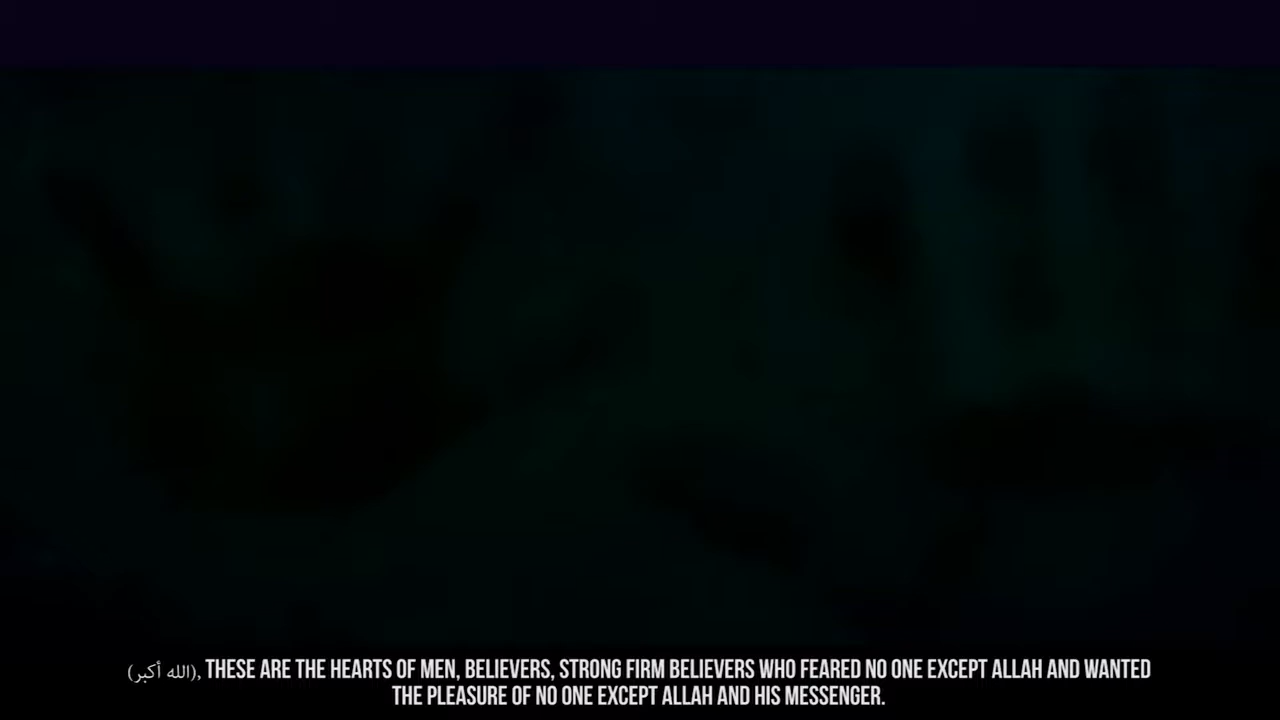 (الله أكبر), THESE ARE THE HEARTS OF MEN, BELIEVERS, STRONG FIRM BELIEVERS WHO FEARED NO ONE EXCEPT ALLAH AND WANTED
THE PLEASURE OF NO ONE EXCEPT ALLAH AND HIS MESSENGER.